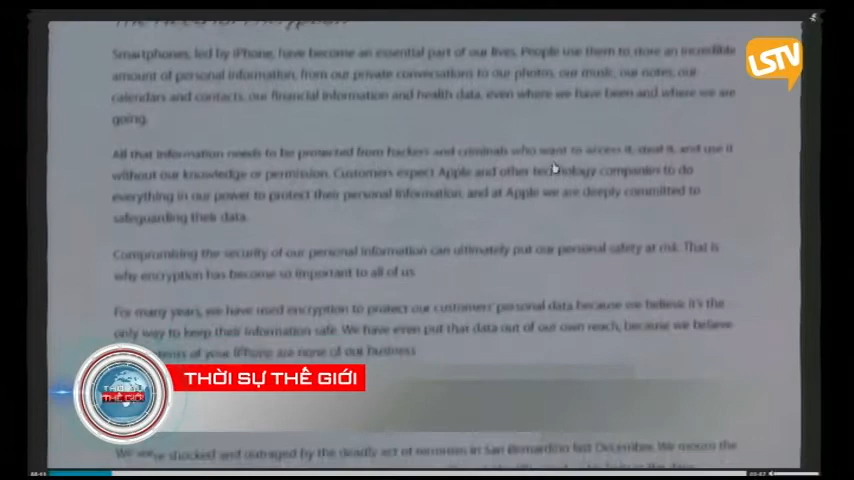 The Need for Encryption
LSTV
Smartphones, led by iPhone, have become an essential part of our lives. People use them to store an incredible
amount of personal information, from our private conversations to our photos, our music, our notes, our
calendars and contacts, our financial information and health data, even where we have been and where we are
going.
All that information needs to be protected from hackers and criminals who want to access it, steal it, and use it
without our knowledge or permission. Customers expect Apple and other technology companies to do
everything in our power to protect their personal information, and at Apple we are deeply committed to
safeguarding their data.
Compromising the security of our personal information can ultimately put our personal safety at risk. That is
why encryption has become so important to all of us.
For many years, we have used encryption to protect our customers' personal data because we believe it's the
only way to keep their information safe. We have even put that data out of our own reach, because we believe
of your iPhone are none of our business.
THỜI SỰ THẾ GIỚI
THỜI SỰ
THẾ GIỚI
We were shocked and outraged by the deadly act of terrorism in San Bernardino last December. We mourn the